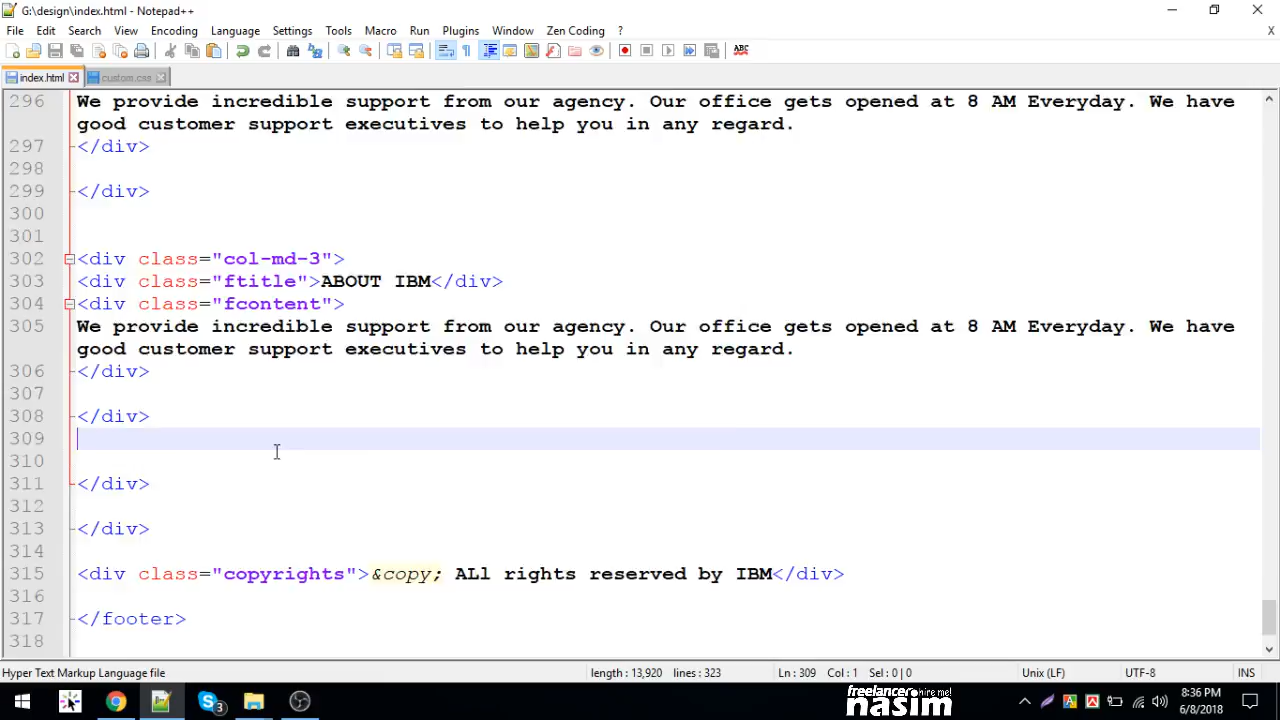 G:\design\index.html - Notepad++
File Edit Search View Encoding Language Settings Tools Macro Run Plugins Window Zen Coding ?
X
ABC
index.html custom.css
296 We provide incredible support from our agency. Our office gets opened at 8 AM Everyday. We have
good customer support executives to help you in any regard.
297 </div>
298
299 </div>
300
301
302 <div class="col-md-3">
303 <div class="ftitle">ABOUT IBM</div>
304 <div class="fcontent">
305 We provide incredible support from our agency. Our office gets opened at 8 AM Everyday. We have
good customer support executives to help you in any regard.
306 </div>
307
308 </div>
309
310
311 </div>
312
313 </div>
314
315 <div class="copyrights">&copy; ALl rights reserved by IBM</div>
316
317 </footer>
318
Hyper Text Markup Language file length : 13,920 lines : 323 Ln : 309 Col : 1 Sel : 0 | 0 Unix (LF) UTF-8 INS
3
freelancer hire me!
nasim
8:36 PM
6/8/2018